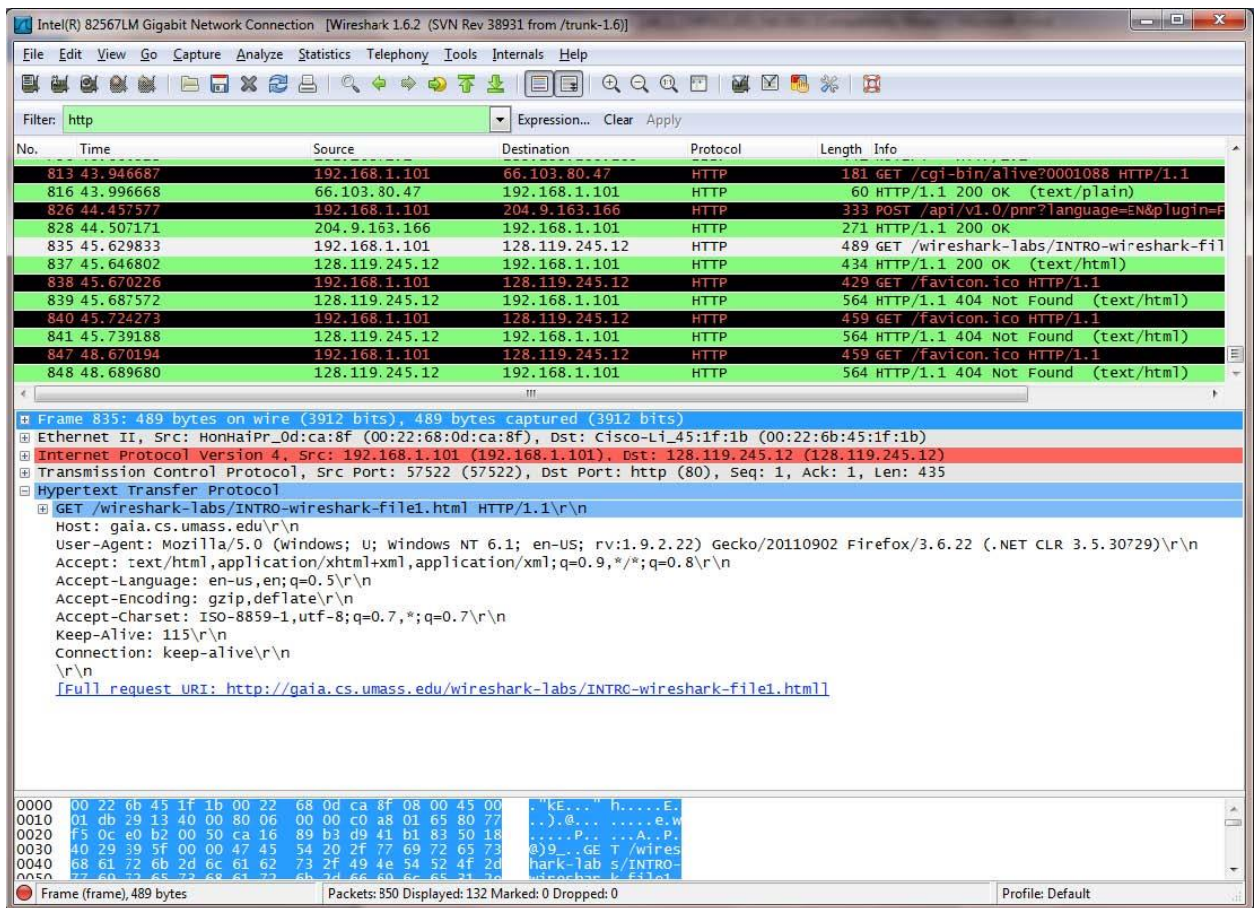 Intel(R) 82567LM Gigabit Network Connection [Wireshark 1.6.2 (SVN Rev 38931 from /trunk-1.6)]
File Edit View Go Capture Analyze Statistics Telephony Tools Internals Help
Filter: http Expression... Clear Apply
No. Time Source Destination Protocol Length Info
813 43.946687 192.168.1.101 66.103.80.47 HTTP 181 GET /cgi-bin/alive?0001088 HTTP/1.1
816 43.996668 66.103.80.47 192.168.1.101 HTTP 60 HTTP/1.1 200 OK (text/plain)
826 44.457577 192.168.1.101 204.9.163.166 HTTP 333 POST /api/v1.0/pnr?language=EN&plugin=F
828 44.507171 204.9.163.166 192.168.1.101 HTTP 271 HTTP/1.1 200 OK
835 45.629833 192.168.1.101 128.119.245.12 HTTP 489 GET /wireshark-labs/INTRO-wireshark-fil
837 45.646802 128.119.245.12 192.168.1.101 HTTP 434 HTTP/1.1 200 OK (text/html)
838 45.670226 192.168.1.101 128.119.245.12 HTTP 429 GET /favicon.ico HTTP/1.1
839 45.687572 128.119.245.12 192.168.1.101 HTTP 564 HTTP/1.1 404 Not Found (text/html)
840 45.724273 192.168.1.101 128.119.245.12 HTTP 459 GET /favicon.ico HTTP/1.1
841 45.739188 128.119.245.12 192.168.1.101 HTTP 564 HTTP/1.1 404 Not Found (text/html)
847 48.670194 192.168.1.101 128.119.245.12 HTTP 459 GET /favicon.ico HTTP/1.1
848 48.689680 128.119.245.12 192.168.1.101 HTTP 564 HTTP/1.1 404 Not Found (text/html)
Frame 835: 489 bytes on wire (3912 bits), 489 bytes captured (3912 bits)
Ethernet II, Src: HonHaiPr_0d:ca:8f (00:22:68:0d:ca:8f), Dst: Cisco-Li_45:1f:1b (00:22:6b:45:1f:1b)
Internet Protocol Version 4, Src: 192.168.1.101 (192.168.1.101), Dst: 128.119.245.12 (128.119.245.12)
Transmission Control Protocol, Src Port: 57522 (57522), Dst Port: http (80), Seq: 1, Ack: 1, Len: 435
Hypertext Transfer Protocol
GET /wireshark-labs/INTRO-wireshark-file1.html HTTP/1.1\r\n
Host: gaia.cs.umass.edu\r\n
User-Agent: Mozilla/5.0 (Windows; U; Windows NT 6.1; en-US; rv:1.9.2.22) Gecko/20110902 Firefox/3.6.22 (.NET CLR 3.5.30729)\r\n
Accept: text/html,application/xhtml+xml,application/xml;q=0.9,*/*;q=0.8\r\n
Accept-Language: en-us,en;q=0.5\r\n
Accept-Encoding: gzip,deflate\r\n
Accept-Charset: ISO-8859-1,utf-8;q=0.7,*;q=0.7\r\n
Keep-Alive: 115\r\n
Connection: keep-alive\r\n
\r\n
[Full request URI: http://gaia.cs.umass.edu/wireshark-labs/INTRO-wireshark-file1.html]
0000 00 22 6b 45 1f 1b 00 22 68 0d ca 8f 08 00 45 00 ."kE..." h.....E.
0010 01 db 29 13 40 00 80 06 00 00 c0 a8 01 65 80 77 ..).@... .....e.w
0020 f5 0c e0 b2 00 50 ca 16 89 b3 d9 41 b1 83 50 18 .....P.. ...A..P.
0030 40 29 39 5f 00 00 47 45 54 20 2f 77 69 72 65 73 @)9_..GE T /wires
0040 68 61 72 6b 2d 6c 61 62 73 2f 49 4e 54 52 4f 2d hark-lab s/INTRO-
0050 77 69 72 65 73 68 61 72 6b 2d 66 69 6c 65 31 2e wireshar k-file1.
Frame (frame), 489 bytes Packets: 850 Displayed: 132 Marked: 0 Dropped: 0 Profile: Default